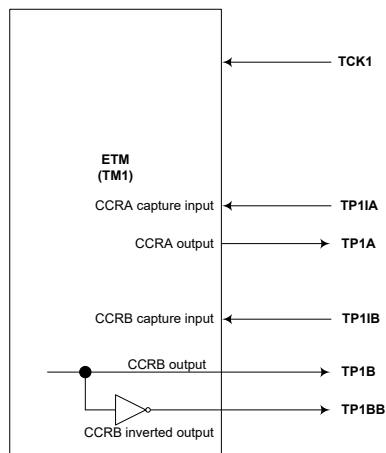 TCK1
ETM
(TM1)
CCRA capture input
TP1IA
CCRA output
TP1A
CCRB capture input
TP1IB
CCRB output
TP1B
TP1BB
CCRB inverted output